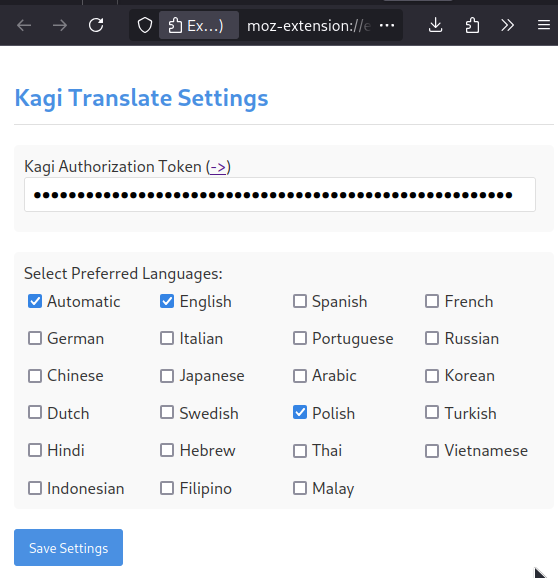 Ex...) moz-extension://e
Kagi Translate Settings
Kagi Authorization Token (->)
••••••••••••••••••••••••••••••••••••••••••••••••••••••••
Select Preferred Languages:
Automatic English Spanish French
German Italian Portuguese Russian
Chinese Japanese Arabic Korean
Dutch Swedish Polish Turkish
Hindi Hebrew Thai Vietnamese
Indonesian Filipino Malay
Save Settings